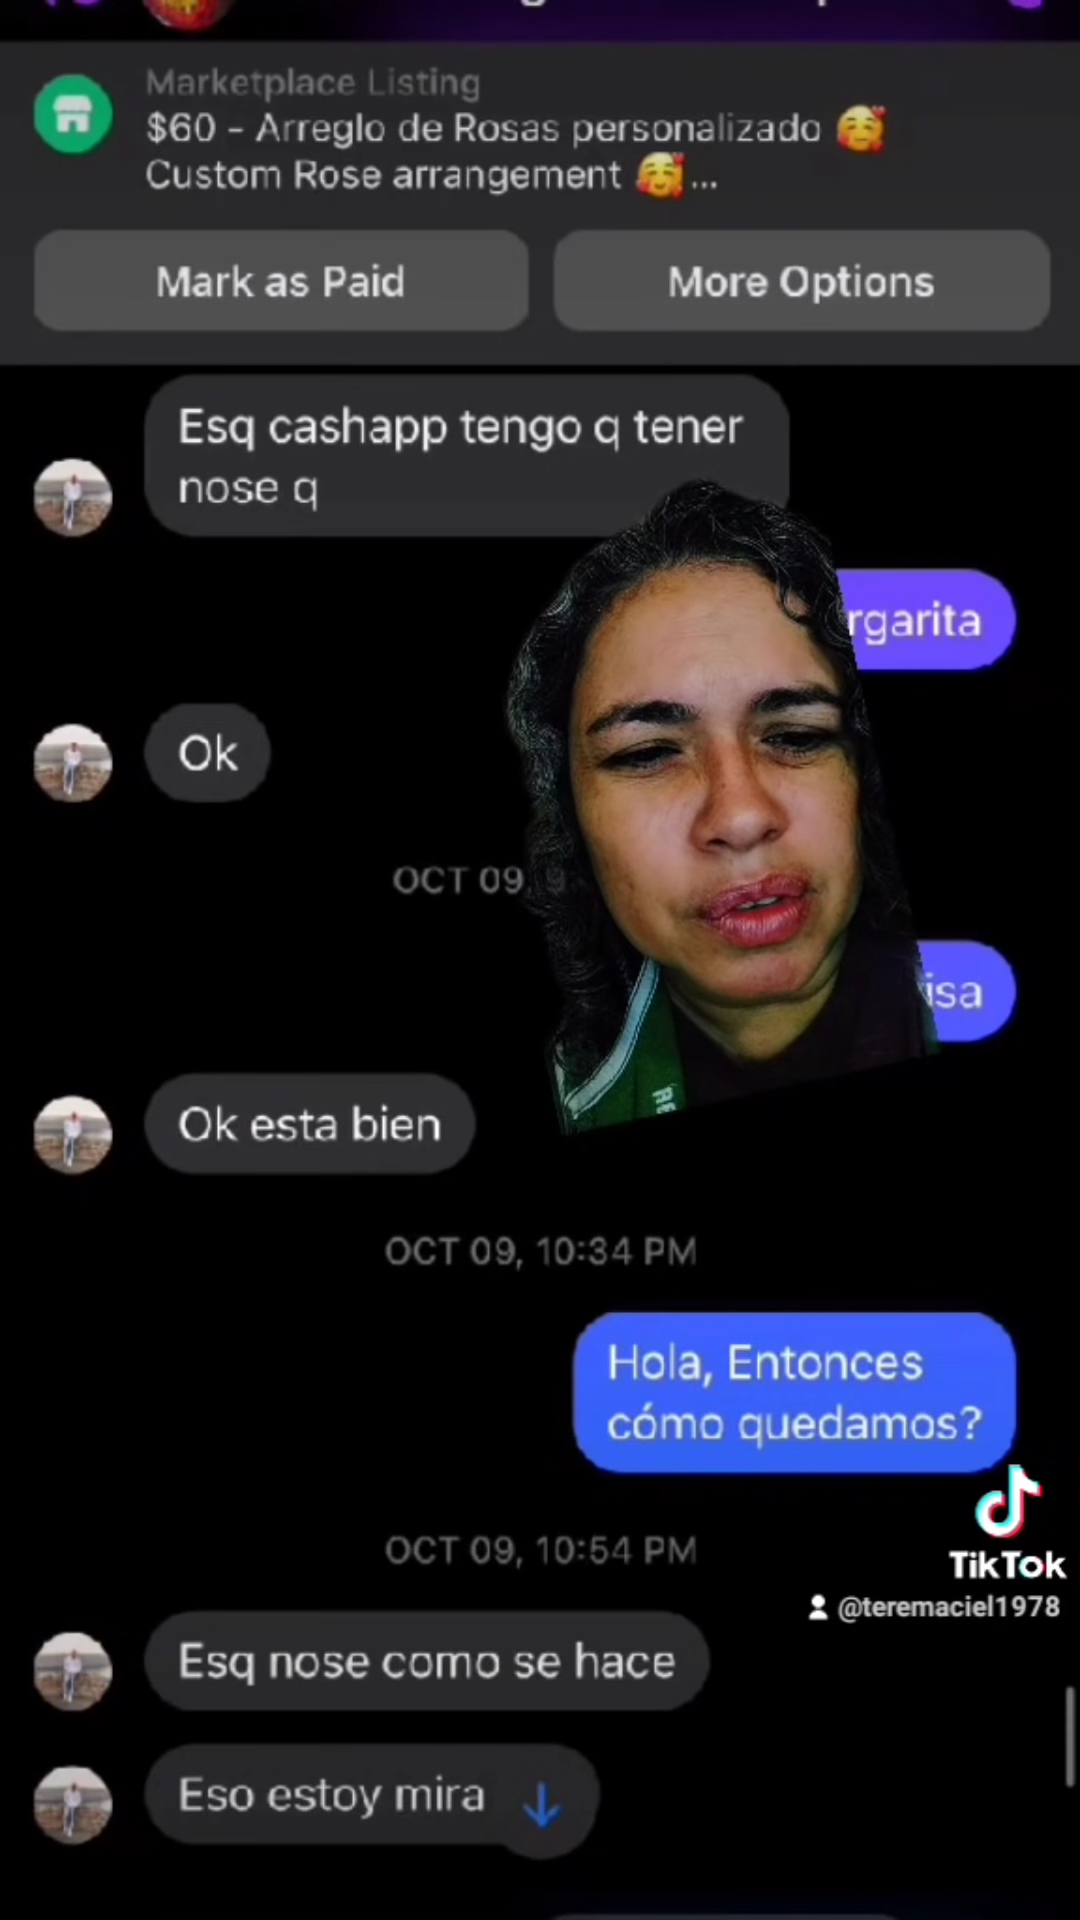 Marketplace Listing
$60 - Arreglo de Rosas personalizado 🥰
Custom Rose arrangement 🥰...
Mark as Paid
More Options
Esq cashapp tengo q tener
nose q
rgarita
Ok
OCT 09,
isa
Ok esta bien
OCT 09, 10:34 PM
Hola, Entonces
cómo quedamos?
OCT 09, 10:54 PM
TikTok
@teremaciel1978
Esq nose como se hace
Eso estoy mira